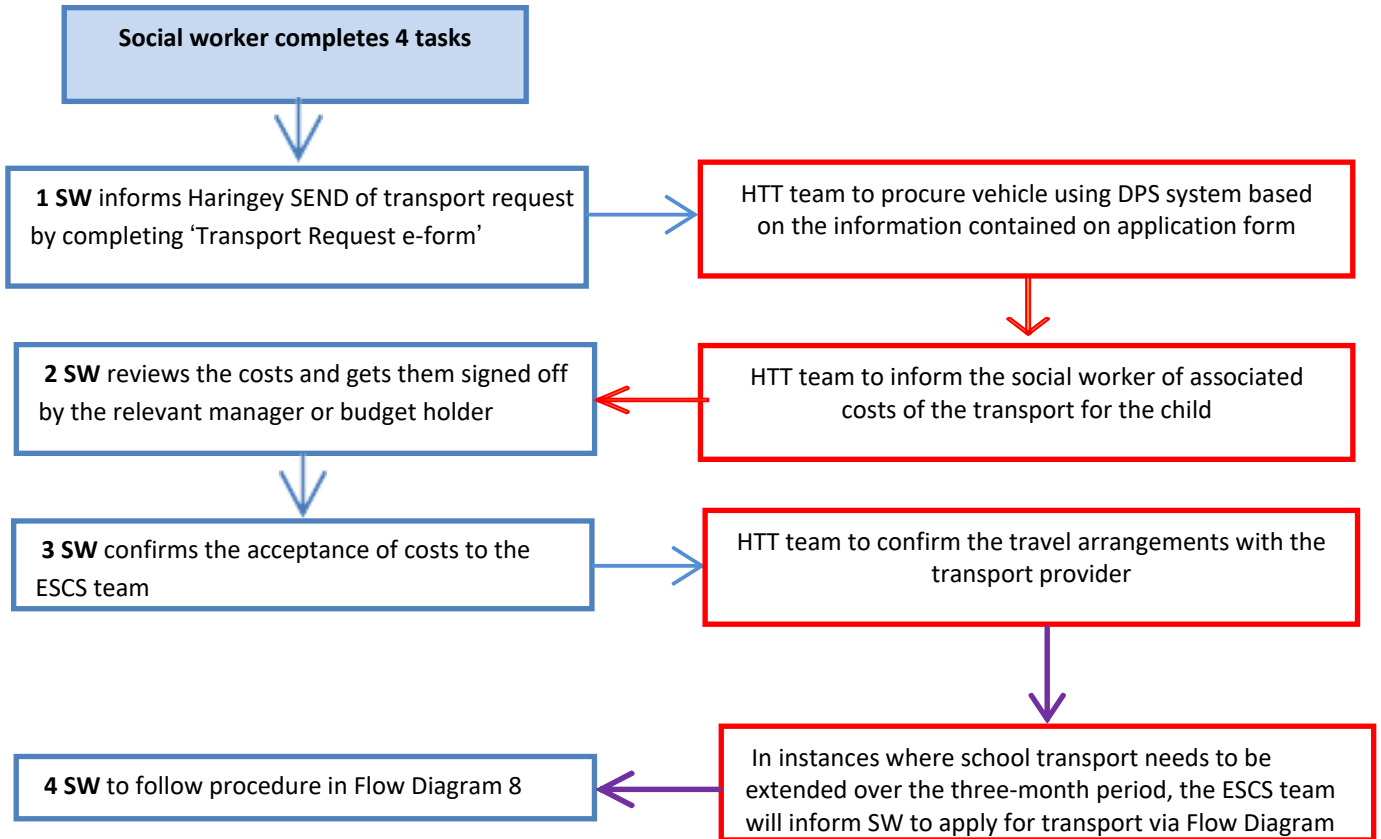 Social worker completes 4 tasks
1 SW informs Haringey SEND of transport request
by completing ‘Transport Request e-form’
HTT team to procure vehicle using DPS system based
on the information contained on application form
2 SW reviews the costs and gets them signed off
by the relevant manager or budget holder
HTT team to inform the social worker of associated
costs of the transport for the child
3 SW confirms the acceptance of costs to the
ESCS team
HTT team to confirm the travel arrangements with the
transport provider
4 SW to follow procedure in Flow Diagram 8
In instances where school transport needs to be
extended over the three-month period, the ESCS team
will inform SW to apply for transport via Flow Diagram